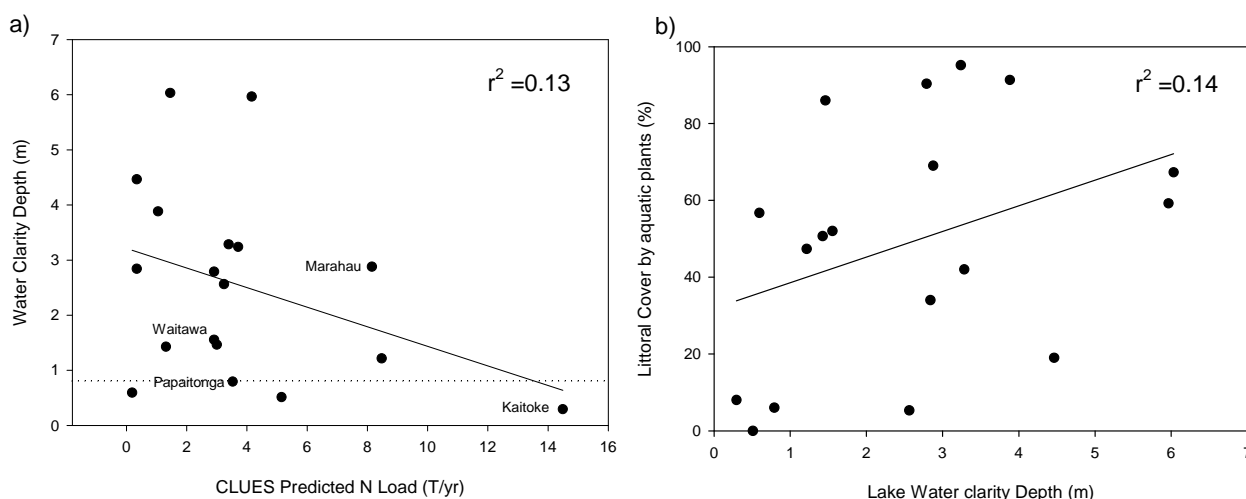 a)
7
6
5
4
3
2
1
0
Water Clarity Depth (m)
r² =0.13
Marahau
Waitawa
Papaitonga
Kaitoke
0 2 4 6 8 10 12 14 16
CLUES Predicted N Load (T/yr)
b)
100
80
60
40
20
0
Littoral Cover by aquatic plants (%)
r² =0.14
0 1 2 3 4 5 6 7
Lake Water clarity Depth (m)